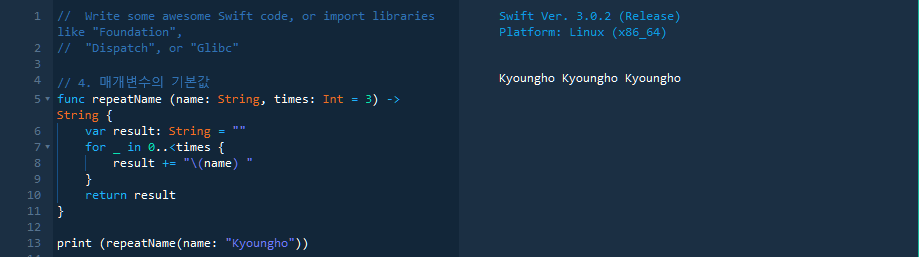 1 //  Write some awesome Swift code, or import libraries
like "Foundation",
2 //  "Dispatch", or "Glibc"
3
4 // 4. 매개변수의 기본값
5 func repeatName (name: String, times: Int = 3) ->
String {
6     var result: String = ""
7     for _ in 0..<times {
8         result += "\(name) "
9     }
10     return result
11 }
12
13 print (repeatName(name: "Kyoungho"))
Swift Ver. 3.0.2 (Release)
Platform: Linux (x86_64)
Kyoungho Kyoungho Kyoungho